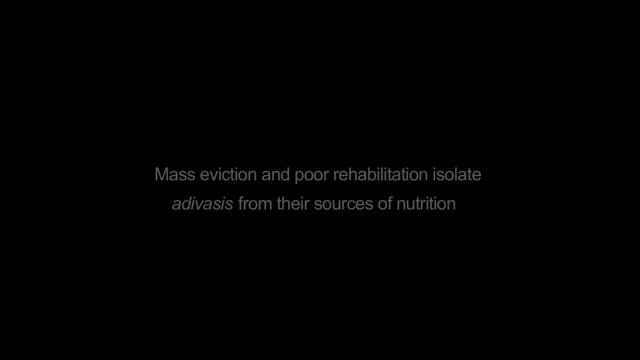 Mass eviction and poor rehabilitation isolate
adivasis from their sources of nutrition